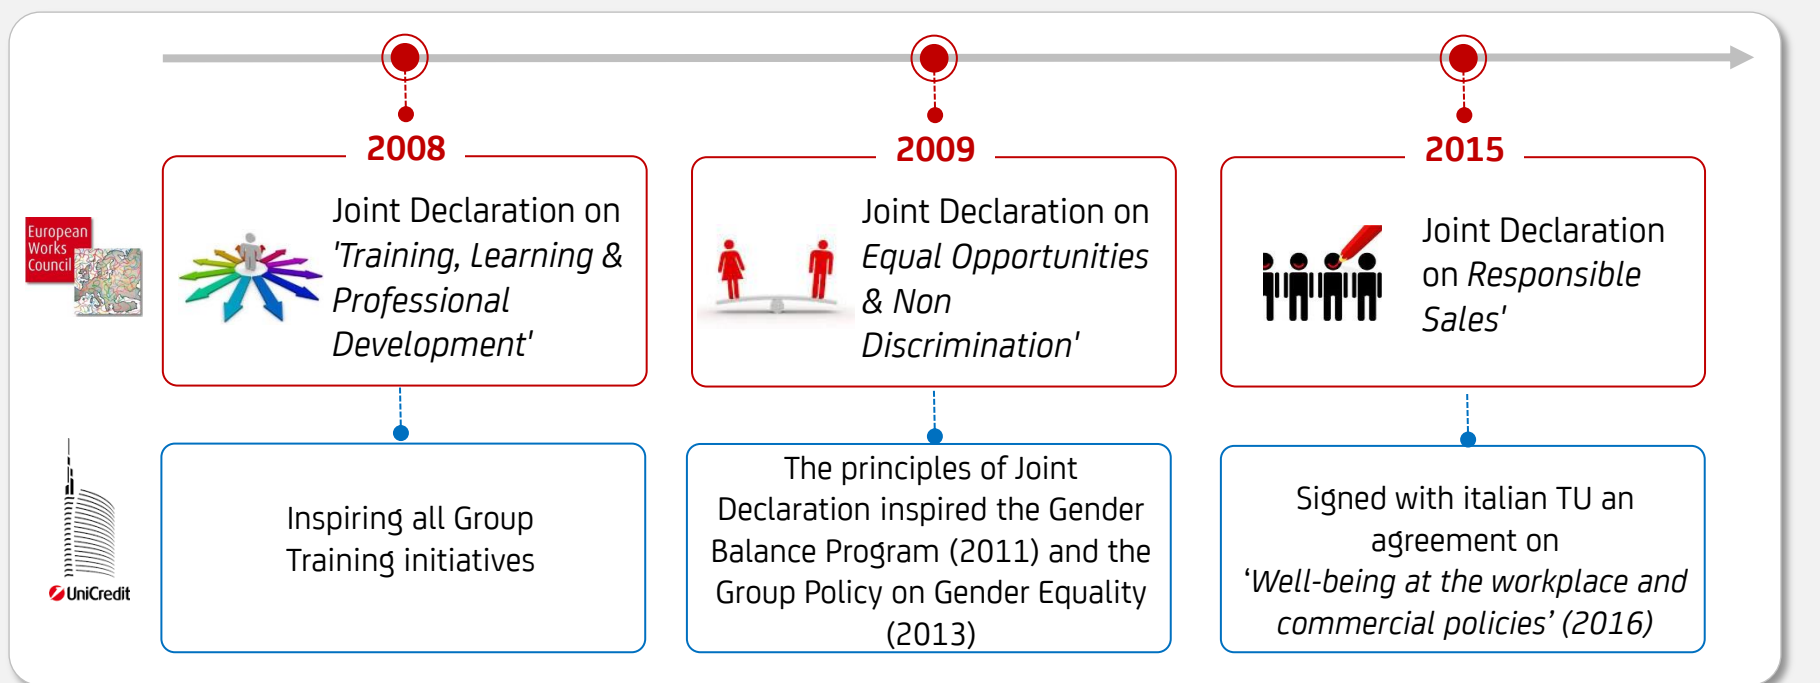 2008
2009
2015
European
Works
Council
Joint Declaration on
'Training, Learning &
Professional
Development'
Joint Declaration on
Equal Opportunities
& Non
Discrimination'
Joint Declaration
on Responsible
Sales'
UniCredit
Inspiring all Group
Training initiatives
The principles of Joint
Declaration inspired the Gender
Balance Program (2011) and the
Group Policy on Gender Equality
(2013)
Signed with italian TU an
agreement on
‘Well-being at the workplace and
commercial policies’ (2016)